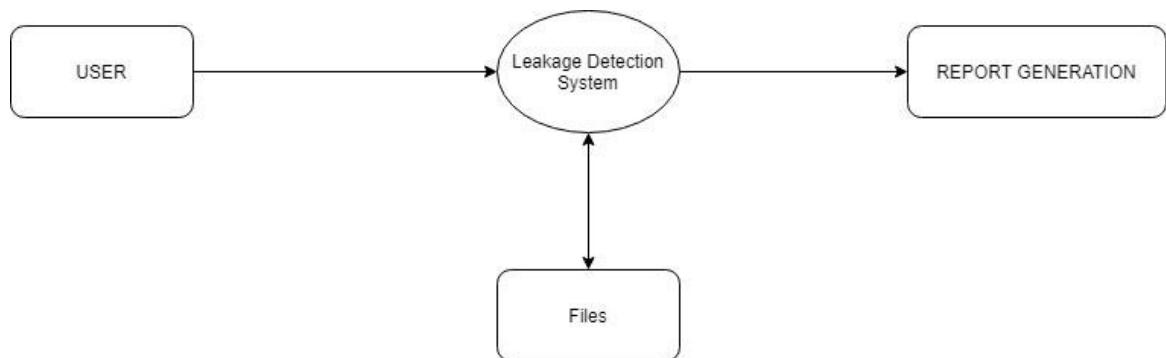 USER
Leakage Detection
System
REPORT GENERATION
Files